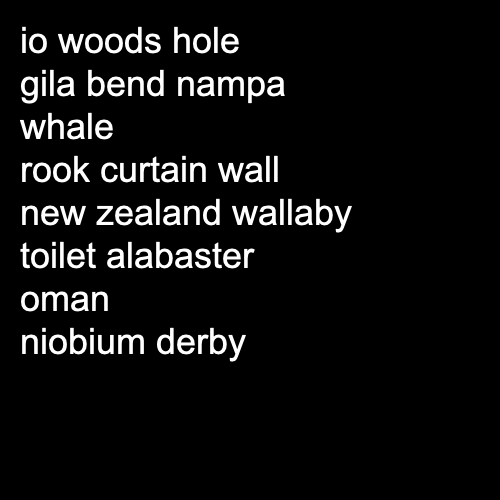 io woods hole
gila bend nampa
whale
rook curtain wall
new zealand wallaby
toilet alabaster
oman
niobium derby